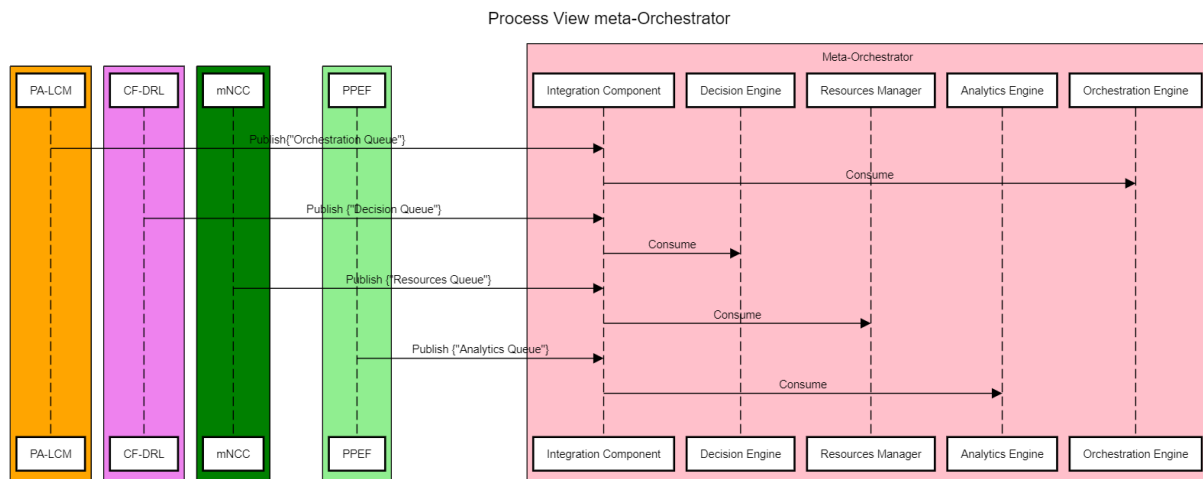 Process View meta-Orchestrator
Meta-Orchestrator
PA-LCM
CF-DRL
mNCC
PPEF
Integration Component
Decision Engine
Resources Manager
Analytics Engine
Orchestration Engine
Publish{"Orchestration Queue"}
Consume
Publish {"Decision Queue"}
Consume
Publish {"Resources Queue"}
Consume
Publish {"Analytics Queue"}
Consume
PA-LCM
CF-DRL
mNCC
PPEF
Integration Component
Decision Engine
Resources Manager
Analytics Engine
Orchestration Engine